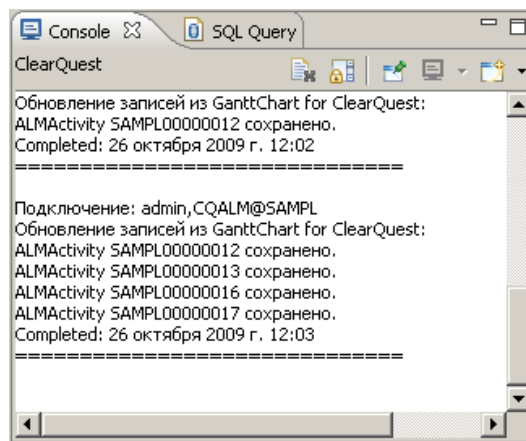 Console SQL Query
ClearQuest
Обновление записей из GanttChart for ClearQuest:
ALMActivity SAMPL00000012 сохранено.
Completed: 26 октября 2009 г. 12:02
================================
Подключение: admin,CQALM@SAMPL
Обновление записей из GanttChart for ClearQuest:
ALMActivity SAMPL00000012 сохранено.
ALMActivity SAMPL00000013 сохранено.
ALMActivity SAMPL00000016 сохранено.
ALMActivity SAMPL00000017 сохранено.
Completed: 26 октября 2009 г. 12:03
================================